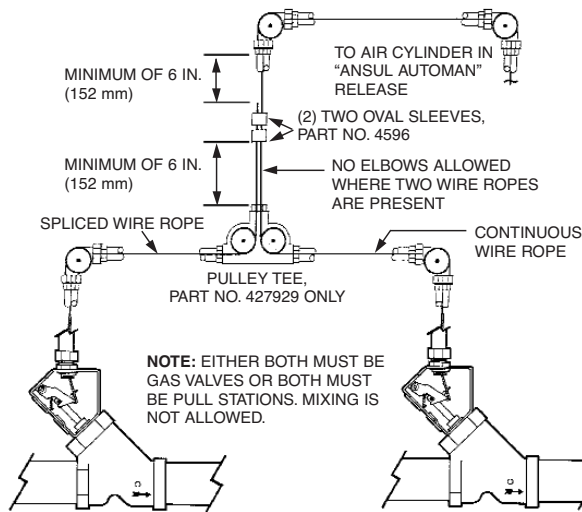 MINIMUM OF 6 IN.
(152 mm)
TO AIR CYLINDER IN
“ANSUL AUTOMAN”
RELEASE
(2) TWO OVAL SLEEVES,
PART NO. 4596
MINIMUM OF 6 IN.
(152 mm)
NO ELBOWS ALLOWED
WHERE TWO WIRE ROPES
ARE PRESENT
SPLICED WIRE ROPE
CONTINUOUS
WIRE ROPE
PULLEY TEE,
PART NO. 427929 ONLY
NOTE: EITHER BOTH MUST BE
GAS VALVES OR BOTH MUST
BE PULL STATIONS. MIXING IS
NOT ALLOWED.